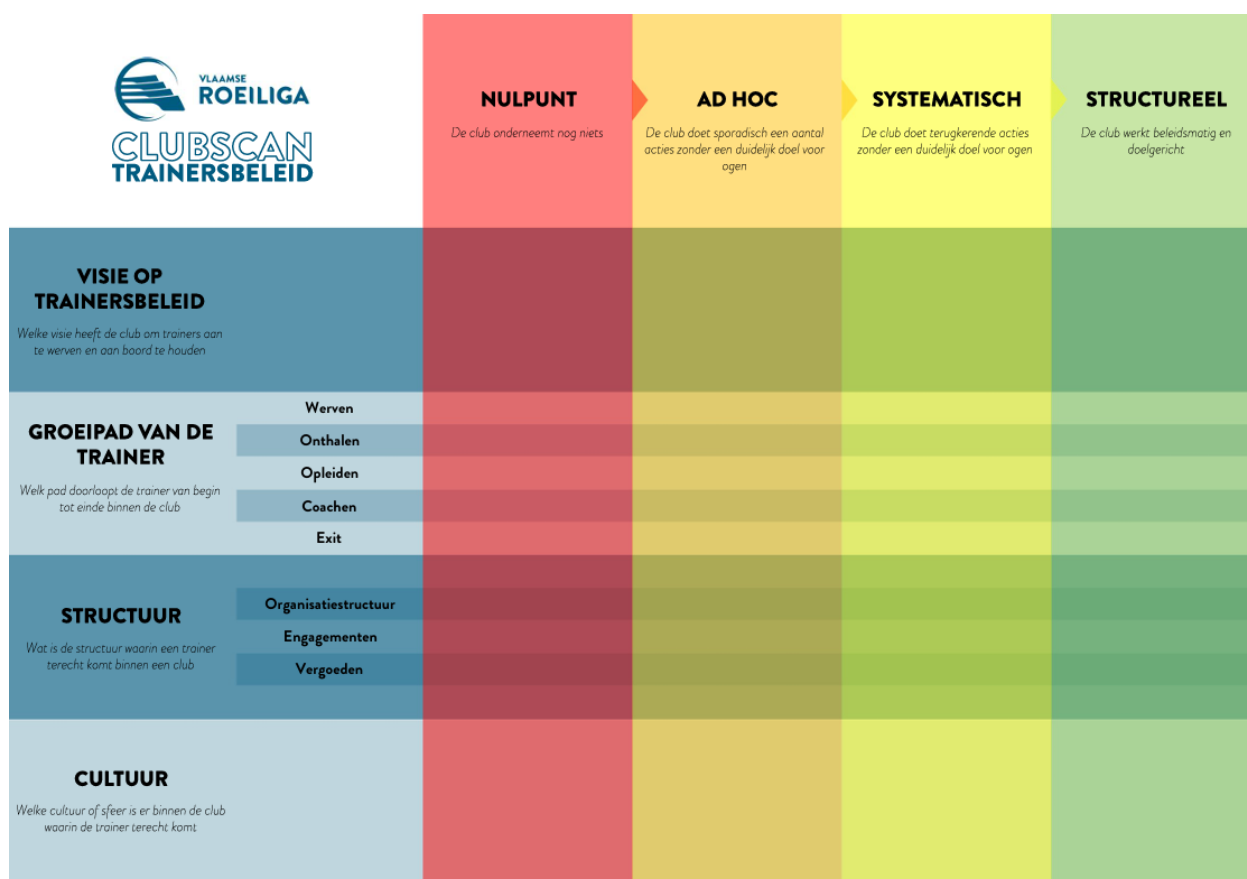 VLAAMSE
ROEILIGA
CLUBSCAN
TRAINERSBELEID
NULPUNT
De club onderneemt nog niets
AD HOC
De club doet sporadisch een aantal
acties zonder een duidelijk doel voor
ogen
SYSTEMATISCH
De club doet terugkerende acties
zonder een duidelijk doel voor ogen
STRUCTUREEL
De club werkt beleidsmatig en
doelgericht
VISIE OP
TRAINERSBELEID
Welke visie heeft de club om trainers aan
te werven en aan boord te houden
GROEIPAD VAN DE
TRAINER
Welk pad doorloopt de trainer van begin
tot einde binnen de club
Werven
Onthalen
Opleiden
Coachen
Exit
STRUCTUUR
Wat is de structuur waarin een trainer
terecht komt binnen een club
Organisatiestructuur
Engagementen
Vergoeden
CULTUUR
Welke cultuur of sfeer is er binnen de club
waarin de trainer terecht komt